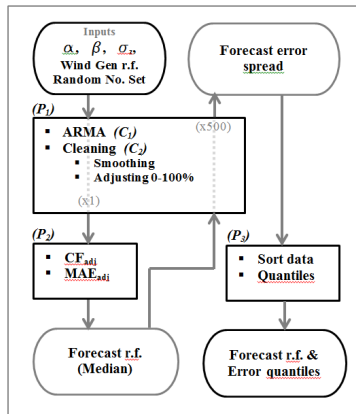 Inputs
α, β, σz,
Wind Gen r.f.
Random No. Set
Forecast error
spread
(P1)
ARMA (C1)
Cleaning (C2)
Smoothing
Adjusting 0-100%
(x1)
(x500)
(P2)
CFadj
MAEadj
(P3)
Sort data
Quantiles
Forecast r.f.
(Median)
Forecast r.f. &
Error quantiles